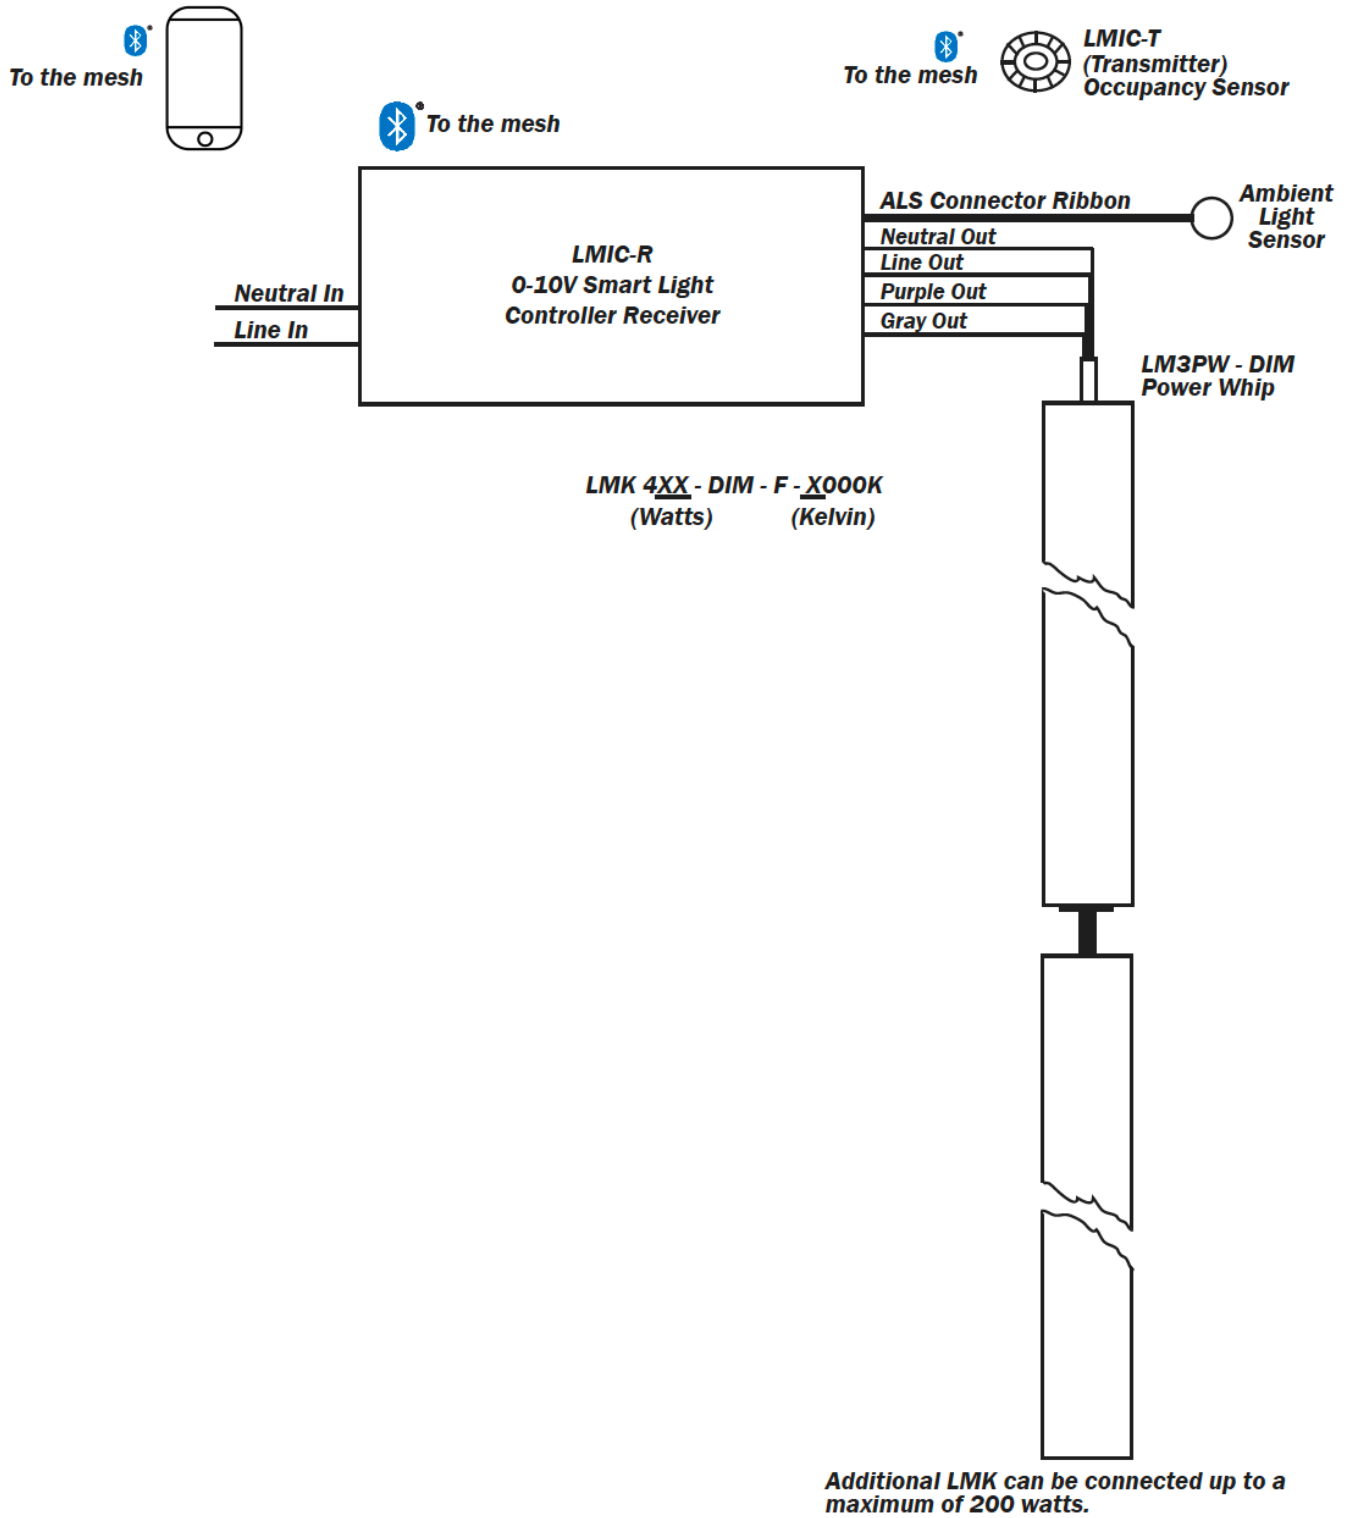 To the mesh
To the mesh
LMIC-T
(Transmitter)
Occupancy Sensor
To the mesh
LMIC-R
0-10V Smart Light
Controller Receiver
Neutral In
Line In
ALS Connector Ribbon
Neutral Out
Line Out
Purple Out
Gray Out
Ambient
Light
Sensor
LM3PW - DIM
Power Whip
LMK 4XX - DIM - F - X000K
(Watts) (Kelvin)
Additional LMK can be connected up to a
maximum of 200 watts.